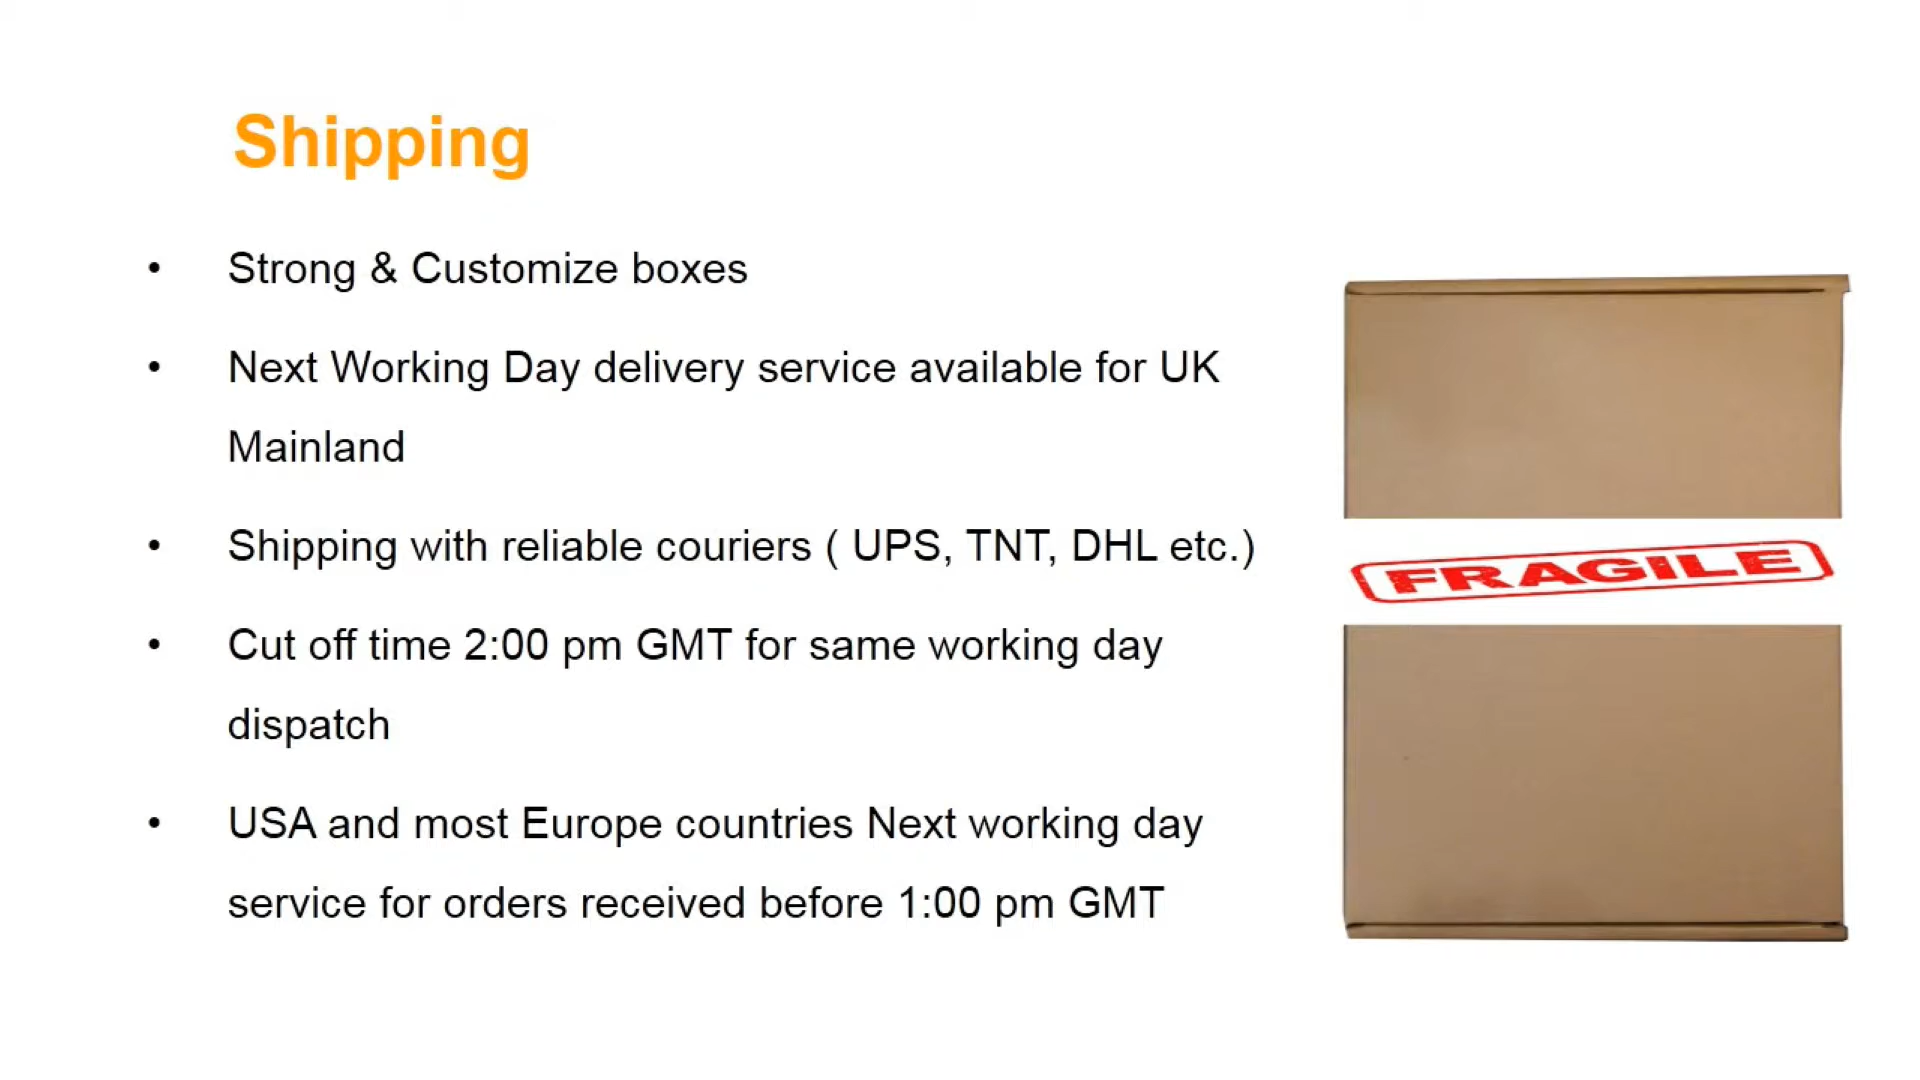 Shipping
• Strong & Customize boxes
• Next Working Day delivery service available for UK
Mainland
• Shipping with reliable couriers ( UPS, TNT, DHL etc.)
FRAGILE
• Cut off time 2:00 pm GMT for same working day
dispatch
• USA and most Europe countries Next working day
service for orders received before 1:00 pm GMT